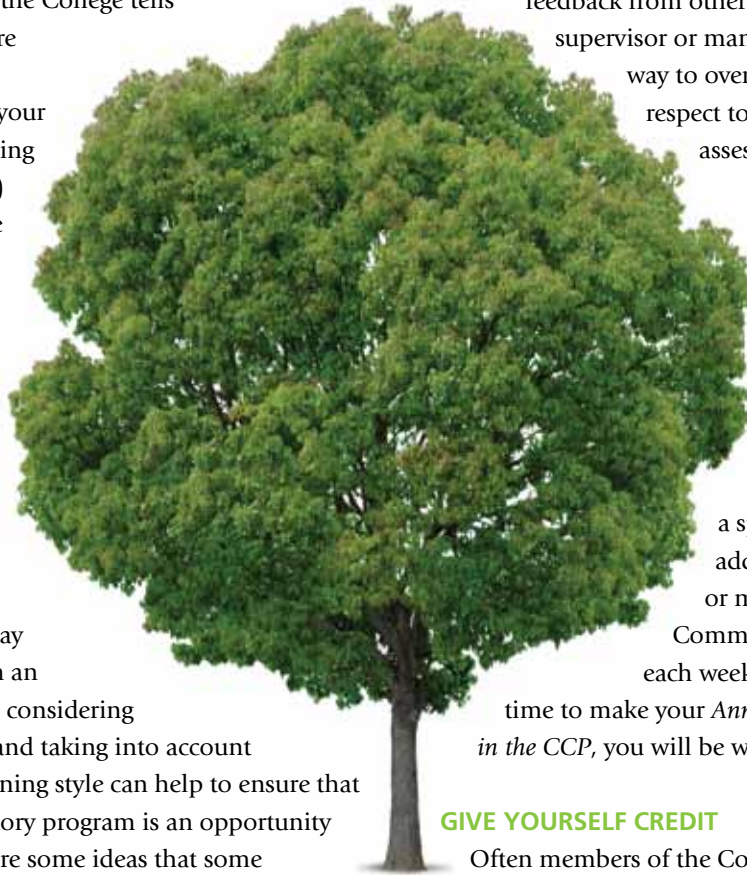 the College tells
re
your
ing
)
e
ay
n an
considering
and taking into account
ning style can help to ensure that
tory program is an opportunity
re some ideas that some
feedback from other
supervisor or man
way to over
respect to
asses
a s
add
or m
Comm
each week
time to make your Ann
in the CCP, you will be w
GIVE YOURSELF CREDIT
Often members of the Co